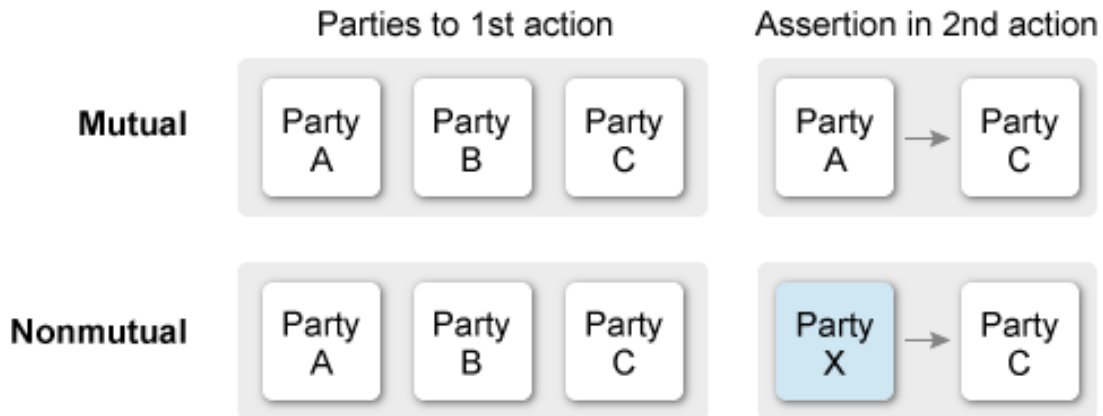 Parties to 1st action
Assertion in 2nd action
Mutual
Party
A
Party
B
Party
C
Party
A
Party
C
Nonmutual
Party
A
Party
B
Party
C
Party
X
Party
C